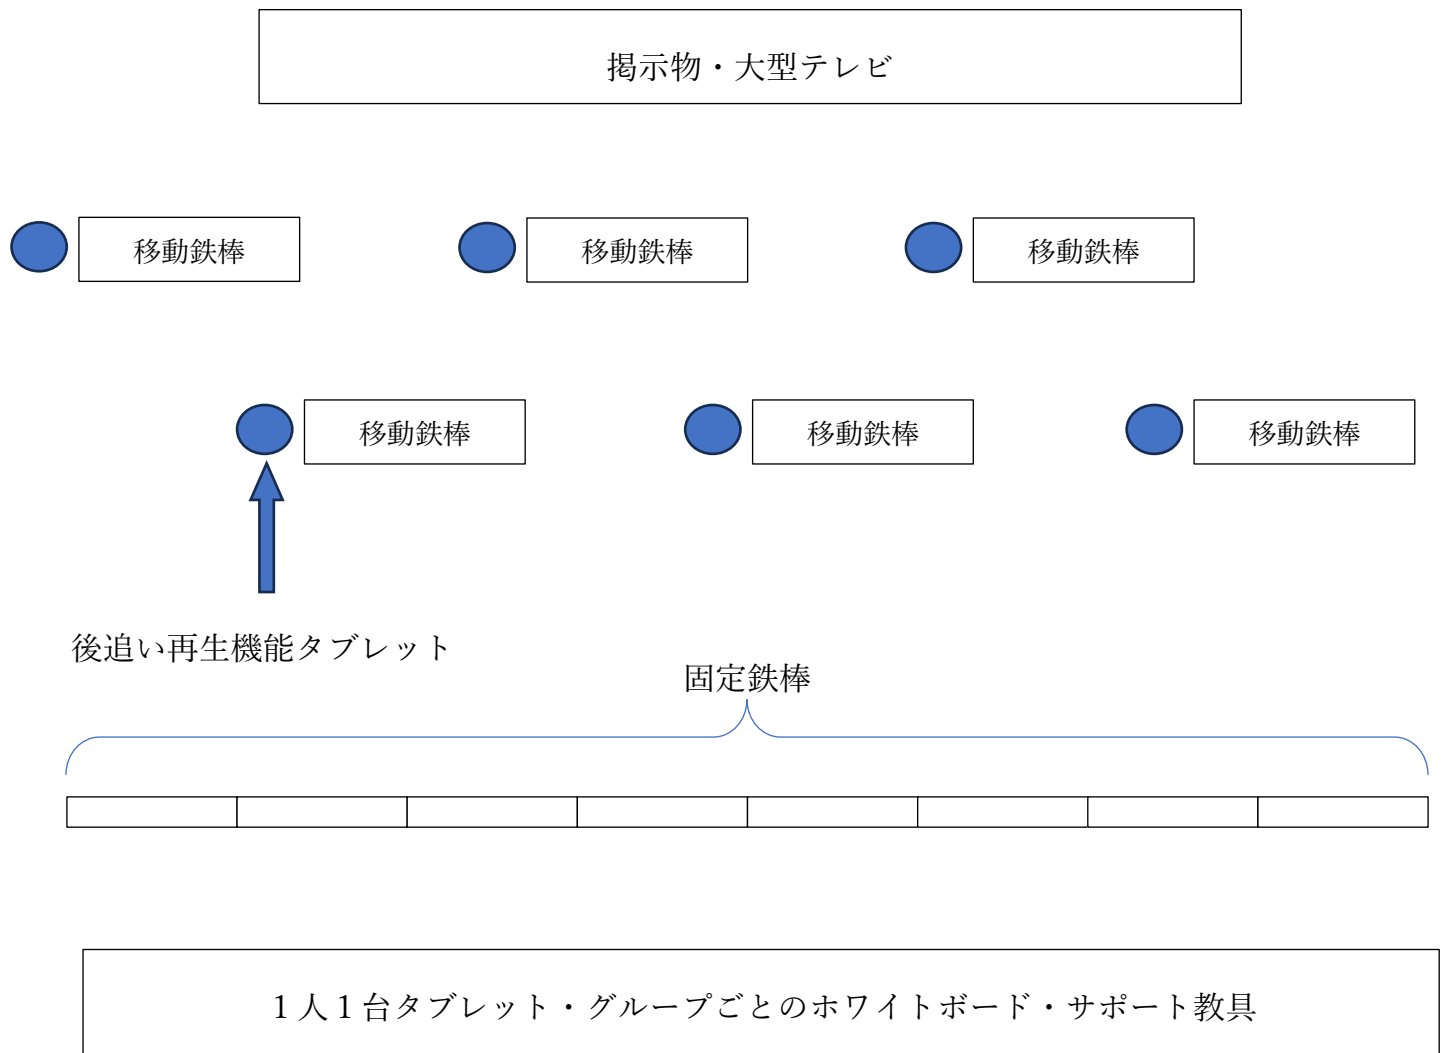 掲示物・大型テレビ
移動鉄棒
移動鉄棒
移動鉄棒
移動鉄棒
移動鉄棒
移動鉄棒
後追い再生機能タブレット
固定鉄棒
１人１台タブレット・グループごとのホワイトボード・サポート教具